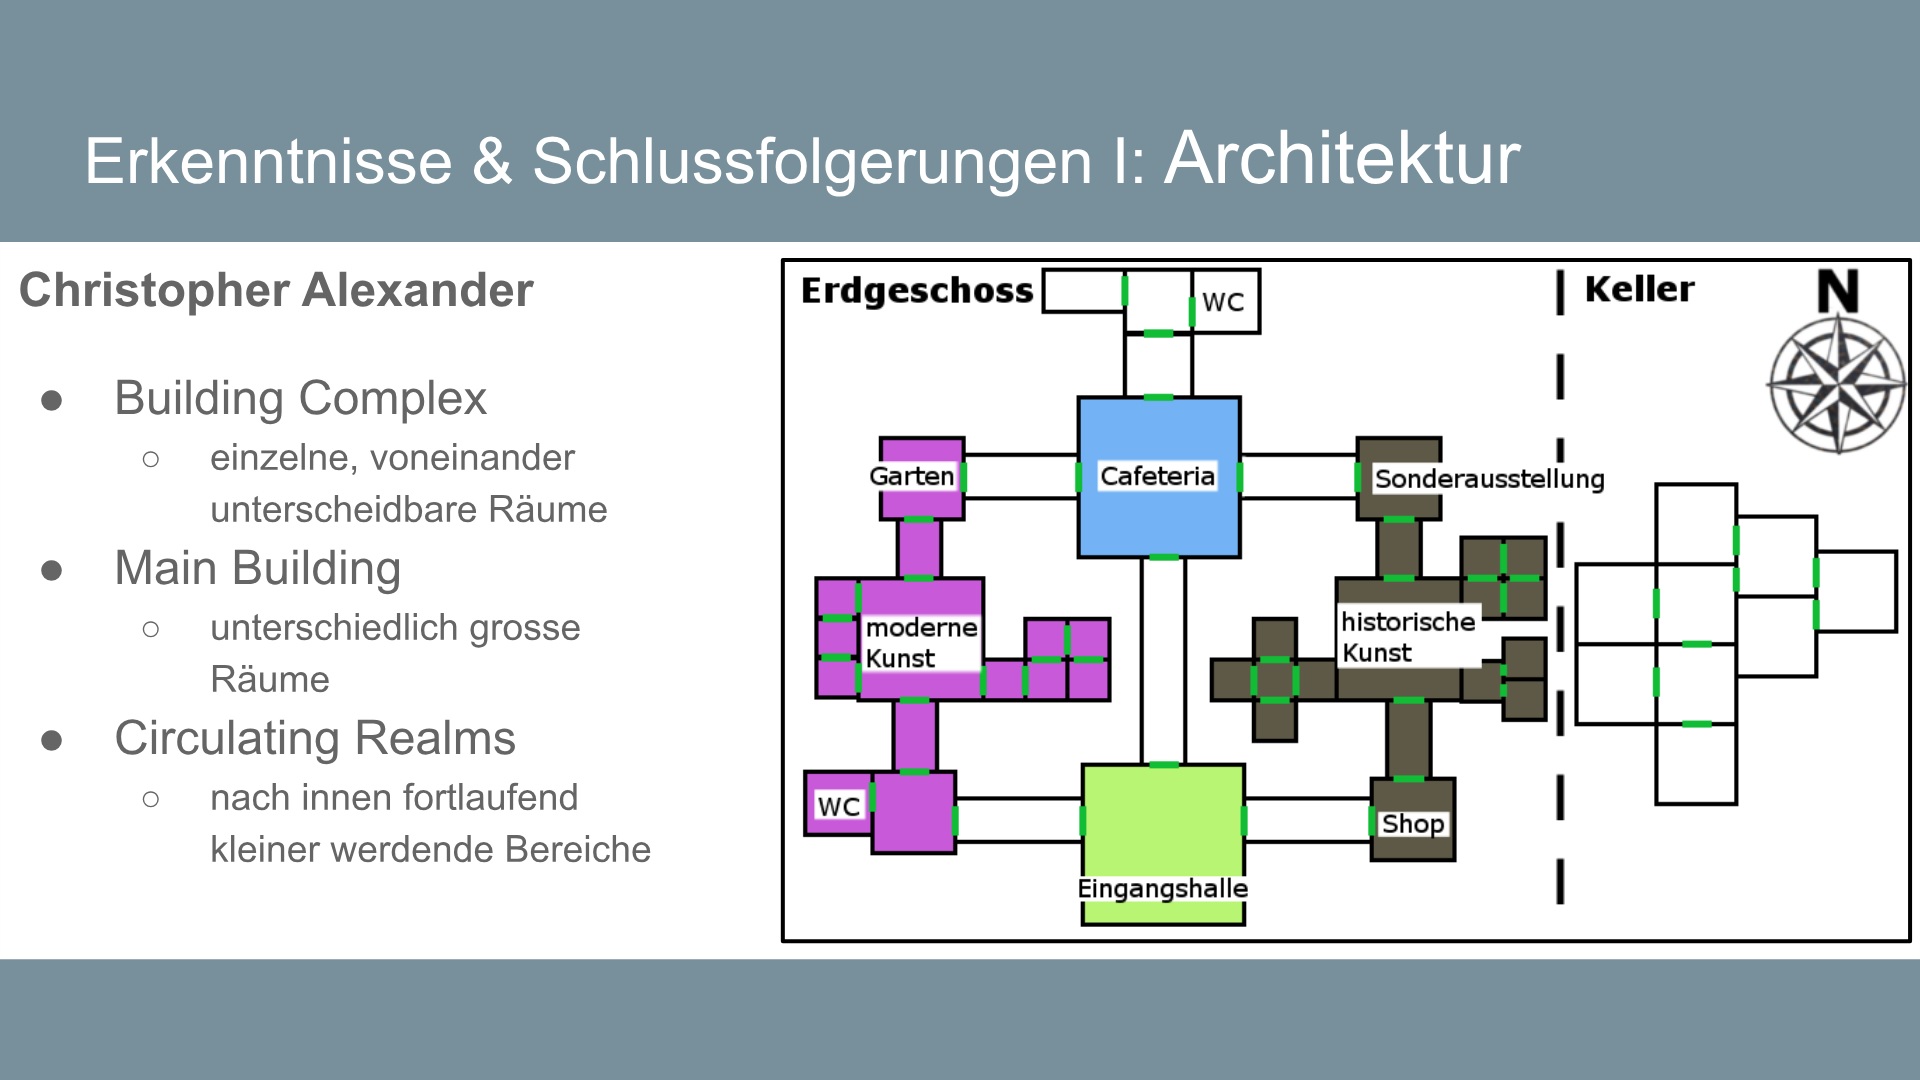 Erkenntnisse & Schlussfolgerungen I: Architektur
Christopher Alexander
● Building Complex
○ einzelne, voneinander
unterscheidbare Räume
● Main Building
○ unterschiedlich grosse
Räume
● Circulating Realms
○ nach innen fortlaufend
kleiner werdende Bereiche
Erdgeschoss
WC
Keller
N
Garten
Cafeteria
Sonderausstellung
moderne
Kunst
historische
Kunst
WC
Shop
Eingangshalle